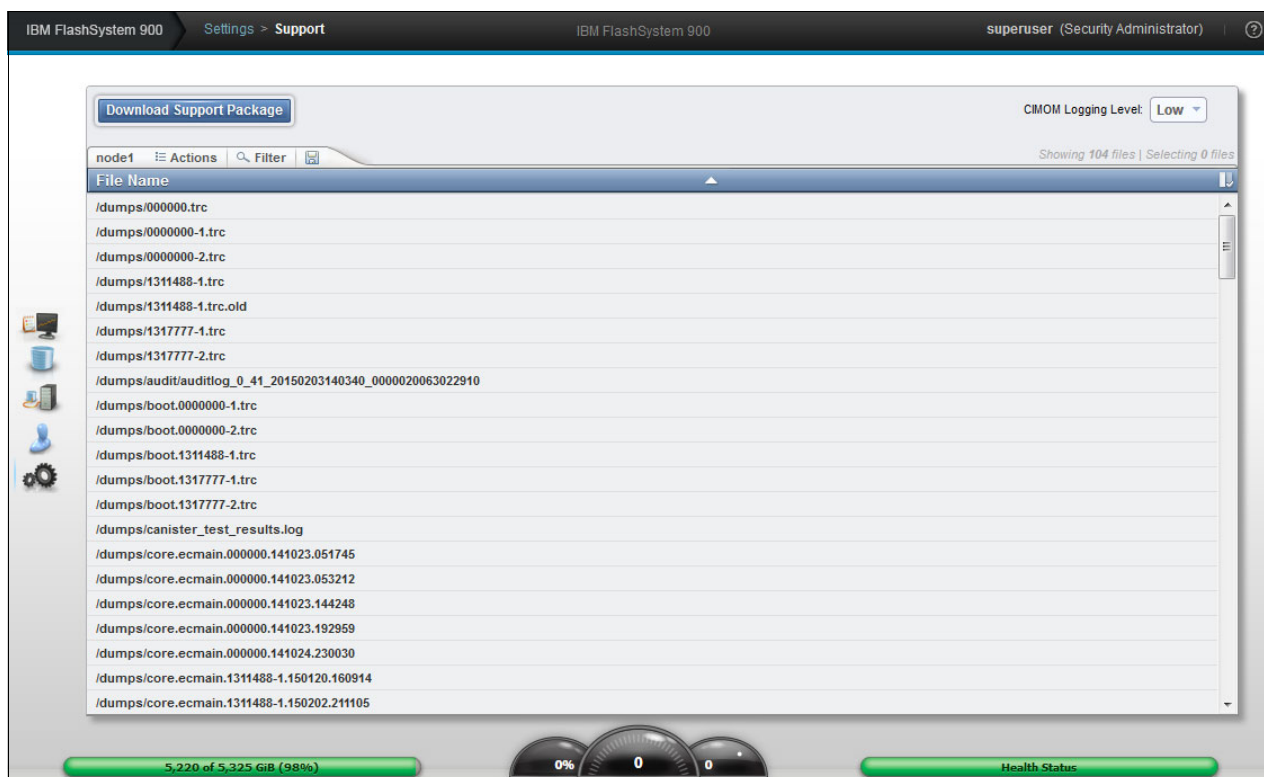 IBM FlashSystem 900 Settings > Support IBM FlashSystem 900 superuser (Security Administrator) | ?
Download Support Package CIMOM Logging Level: Low
node1 Actions Filter Showing 104 files | Selecting 0 files
File Name
/dumps/000000.trc
/dumps/0000000-1.trc
/dumps/0000000-2.trc
/dumps/1311488-1.trc
/dumps/1311488-1.trc.old
/dumps/1317777-1.trc
/dumps/1317777-2.trc
/dumps/audit/auditlog_0_41_20150203140340_0000020063022910
/dumps/boot.0000000-1.trc
/dumps/boot.0000000-2.trc
/dumps/boot.1311488-1.trc
/dumps/boot.1317777-1.trc
/dumps/boot.1317777-2.trc
/dumps/canister_test_results.log
/dumps/core.ecmain.000000.141023.051745
/dumps/core.ecmain.000000.141023.053212
/dumps/core.ecmain.000000.141023.144248
/dumps/core.ecmain.000000.141023.192959
/dumps/core.ecmain.000000.141024.230030
/dumps/core.ecmain.1311488-1.150120.160914
/dumps/core.ecmain.1311488-1.150202.211105
5,220 of 5,325 GiB (98%) 0% 0 0 Health Status